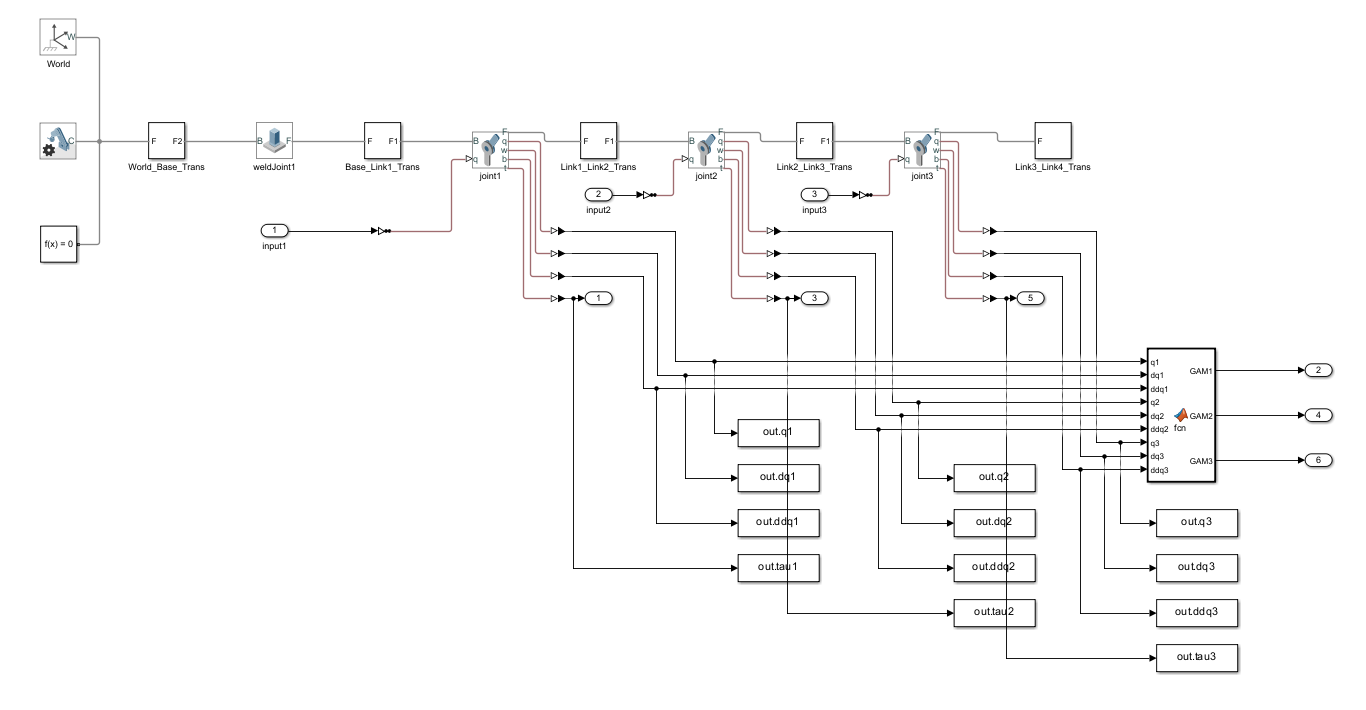 W
World
C
F F2
World_Base_Trans
B F
weldJoint1
F F1
Base_Link1_Trans
B F
q q
w
b
t
joint1
F F1
Link1_Link2_Trans
B F
q q
w
b
t
joint2
F F1
Link2_Link3_Trans
B F
q q
w
b
t
joint3
F
Link3_Link4_Trans
f(x) = 0
1
input1
2
input2
3
input3
1
3
5
q1
dq1
ddq1
q2
dq2
ddq2
q3
dq3
ddq3
fcn
GAM1
GAM2
GAM3
2
4
6
out.q1
out.dq1
out.ddq1
out.tau1
out.q2
out.dq2
out.ddq2
out.tau2
out.q3
out.dq3
out.ddq3
out.tau3